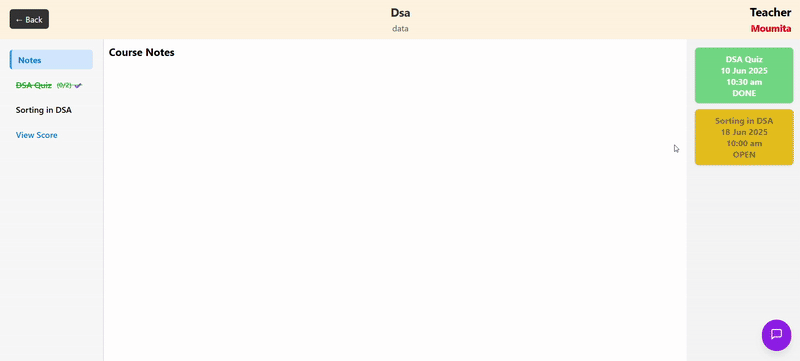 ← Back
Dsa
data
Teacher
Moumita
Notes
DSA Quiz (0/2) ✔
Sorting in DSA
View Score
Course Notes
DSA Quiz
10 Jun 2025
10:30 am
DONE
Sorting in DSA
18 Jun 2025
10:00 am
OPEN